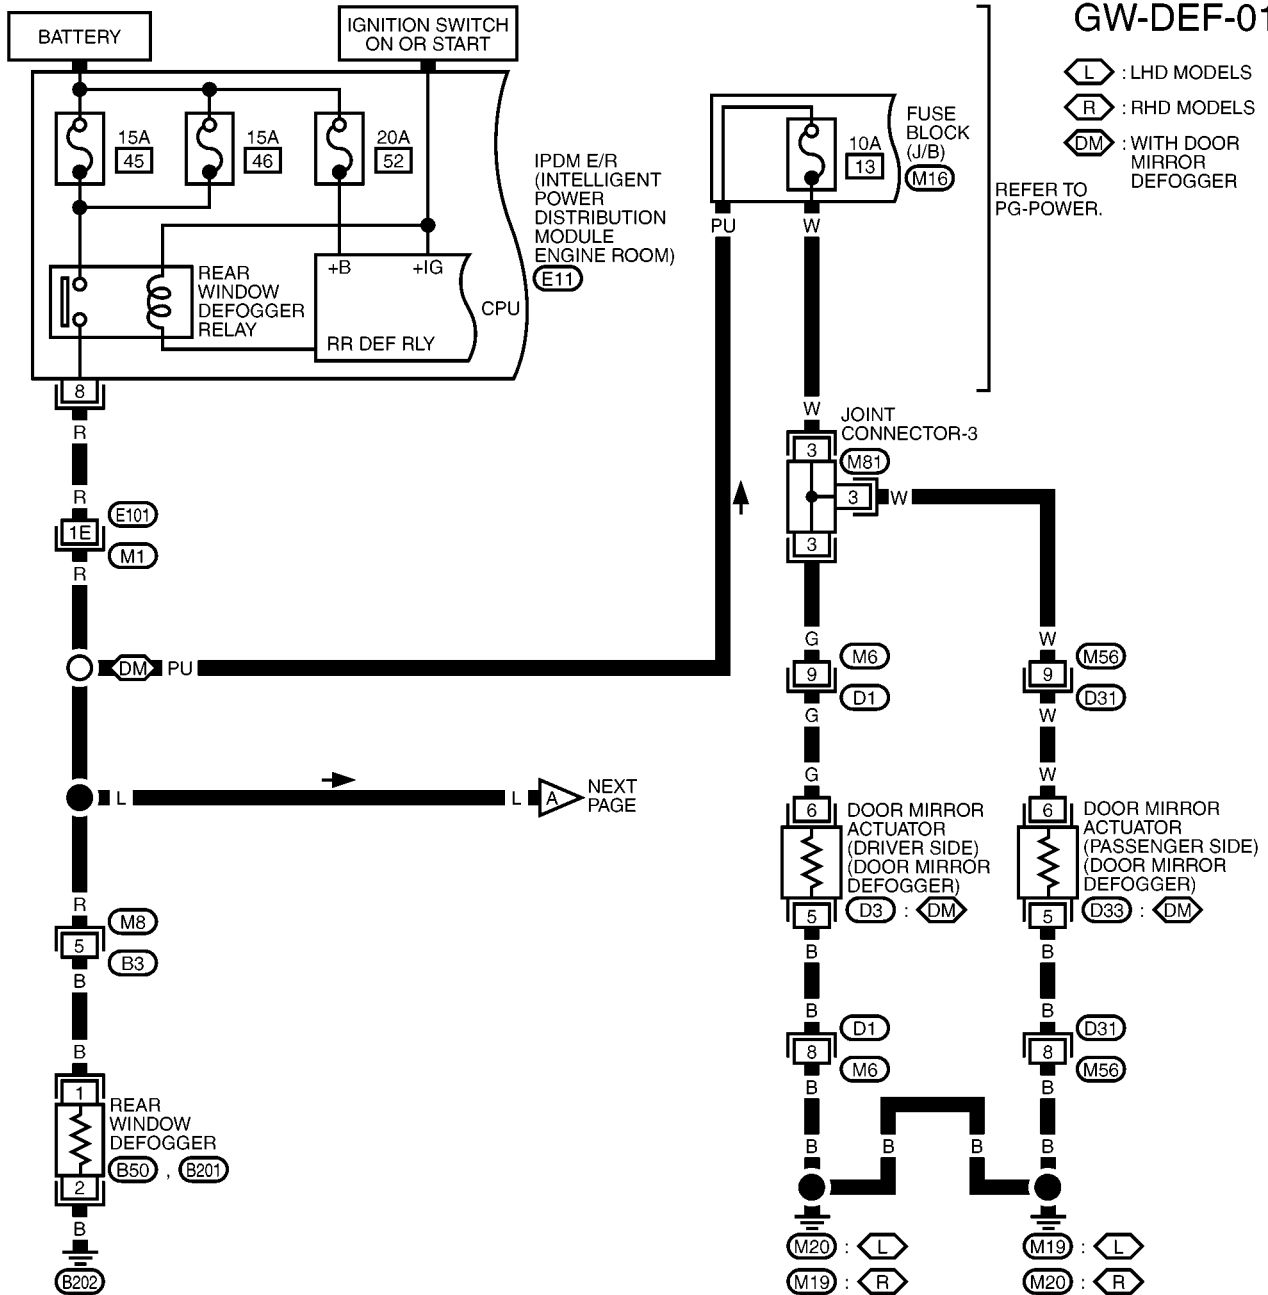 GW-DEF-01
BATTERY
IGNITION SWITCH
ON OR START
L : LHD MODELS
R : RHD MODELS
DM : WITH DOOR
MIRROR
DEFOGGER
15A
45
15A
46
20A
52
IPDM E/R
(INTELLIGENT
POWER
DISTRIBUTION
MODULE
ENGINE ROOM)
E11
10A
13
FUSE
BLOCK
(J/B)
M16
REFER TO
PG-POWER.
PU
W
+B
+IG
CPU
RR DEF RLY
REAR
WINDOW
DEFOGGER
RELAY
8
R
R
1E
E101
M1
R
W
JOINT
CONNECTOR-3
3
M81
3
W
3
DM
PU
G
W
9
M6
D1
9
M56
D31
G
W
G
W
L
L
A
NEXT
PAGE
6
DOOR MIRROR
ACTUATOR
(DRIVER SIDE)
(DOOR MIRROR
DEFOGGER)
5
D3 : DM
6
DOOR MIRROR
ACTUATOR
(PASSENGER SIDE)
(DOOR MIRROR
DEFOGGER)
5
D33 : DM
R
5
M8
B3
B
B
B
B
B
B
8
D1
M6
8
D31
M56
B
B
1
REAR
WINDOW
DEFOGGER
B50 , B201
2
B
B202
B
B
B
B
M20 : L
M19 : R
M19 : L
M20 : R